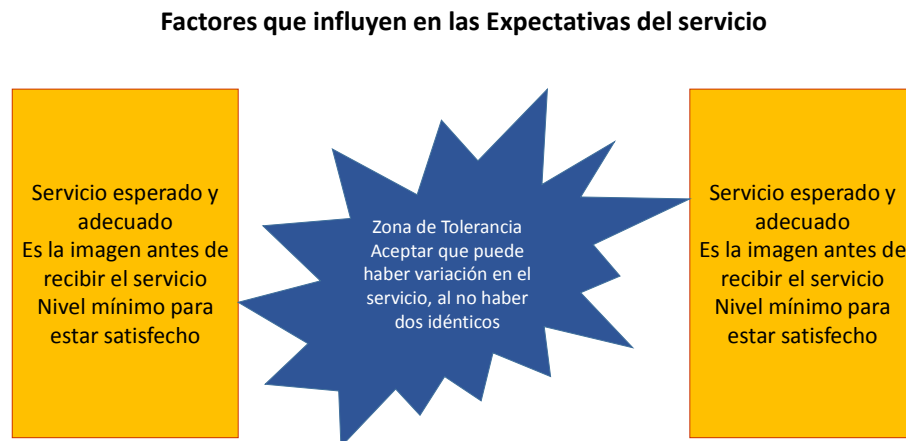 Factores que influyen en las Expectativas del servicio
Servicio esperado y
adecuado
Es la imagen antes de
recibir el servicio
Nivel mínimo para
estar satisfecho
Zona de Tolerancia
Aceptar que puede
haber variación en el
servicio, al no haber
dos idénticos
Servicio esperado y
adecuado
Es la imagen antes de
recibir el servicio
Nivel mínimo para
estar satisfecho